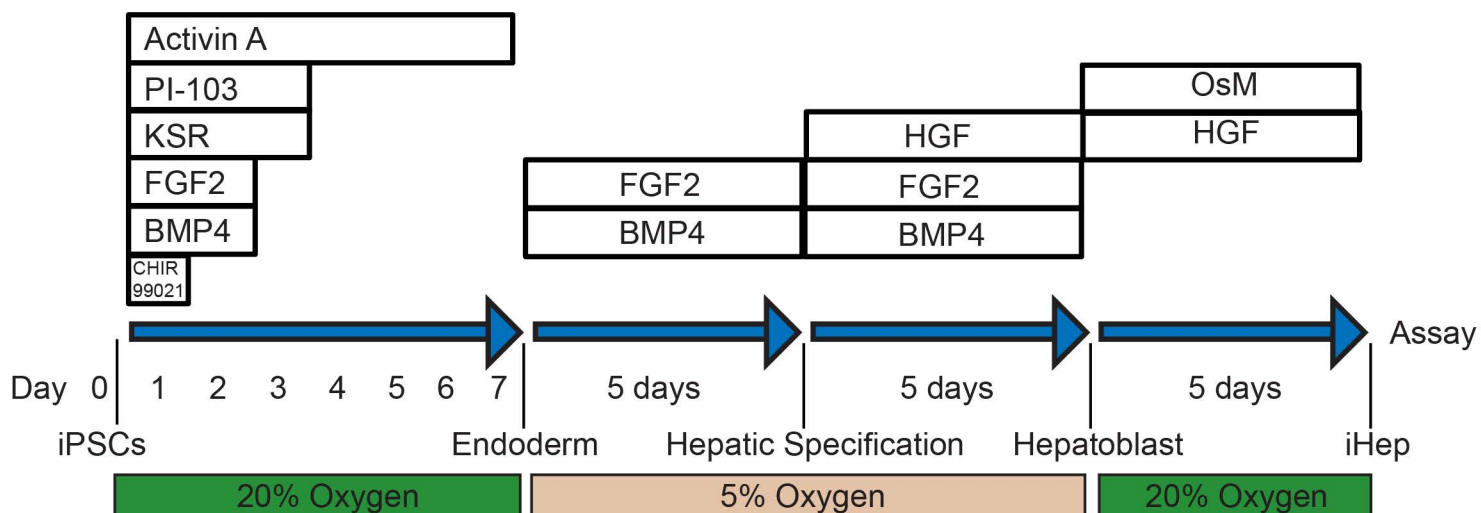 Activin A
PI-103
OsM
KSR
HGF
HGF
FGF2
FGF2
FGF2
BMP4
BMP4
BMP4
CHIR
99021
Assay
Day 0 1 2 3 4 5 6 7 5 days 5 days 5 days
iPSCs Endoderm Hepatic Specification Hepatoblast iHep
20% Oxygen 5% Oxygen 20% Oxygen